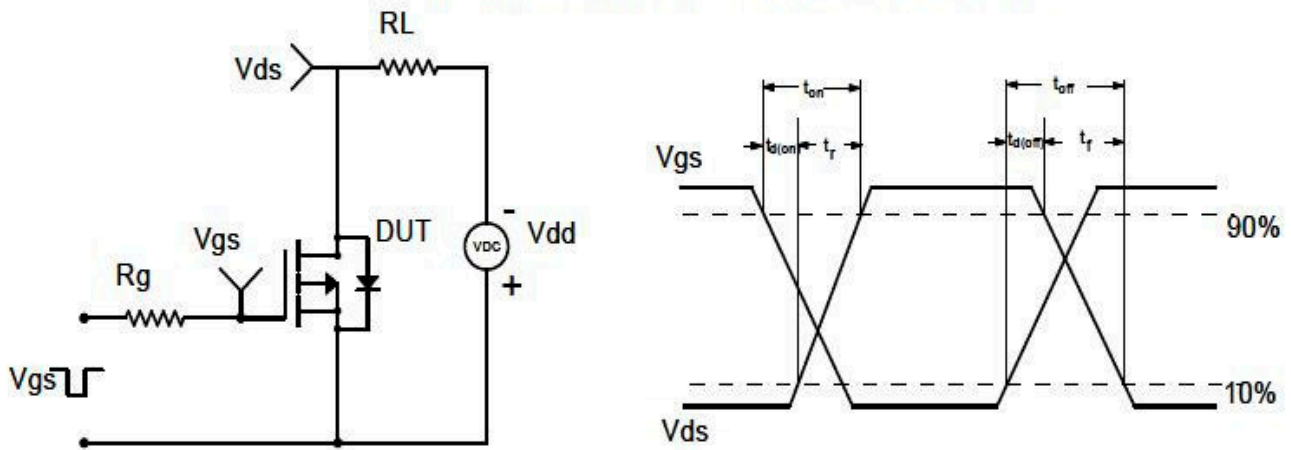 RL
Vds
Vgs
DUT
Rg
VDC
-
Vdd
+
Vgs
ton
toff
td(on)
tr
td(off)
tf
Vgs
90%
10%
Vds